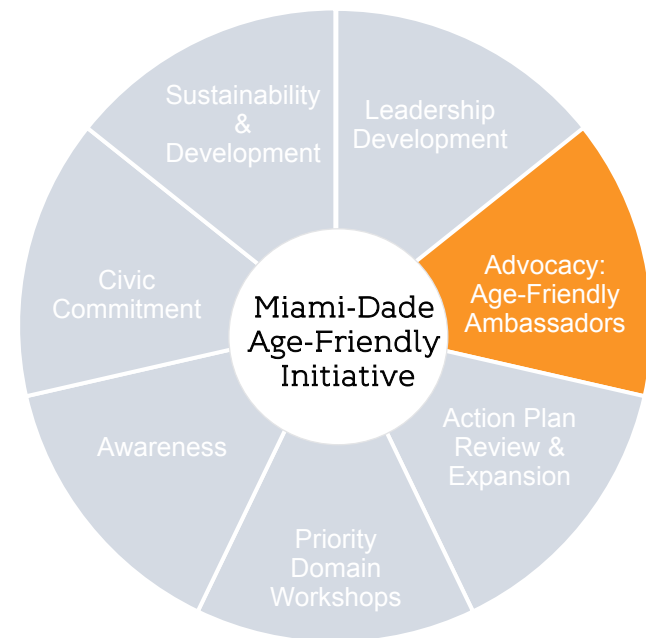 Sustainability
&
Development
Leadership
Development
Civic
Commitment
Advocacy:
Age-Friendly
Ambassadors
Miami-Dade
Age-Friendly
Initiative
Awareness
Action Plan
Review &
Expansion
Priority
Domain
Workshops